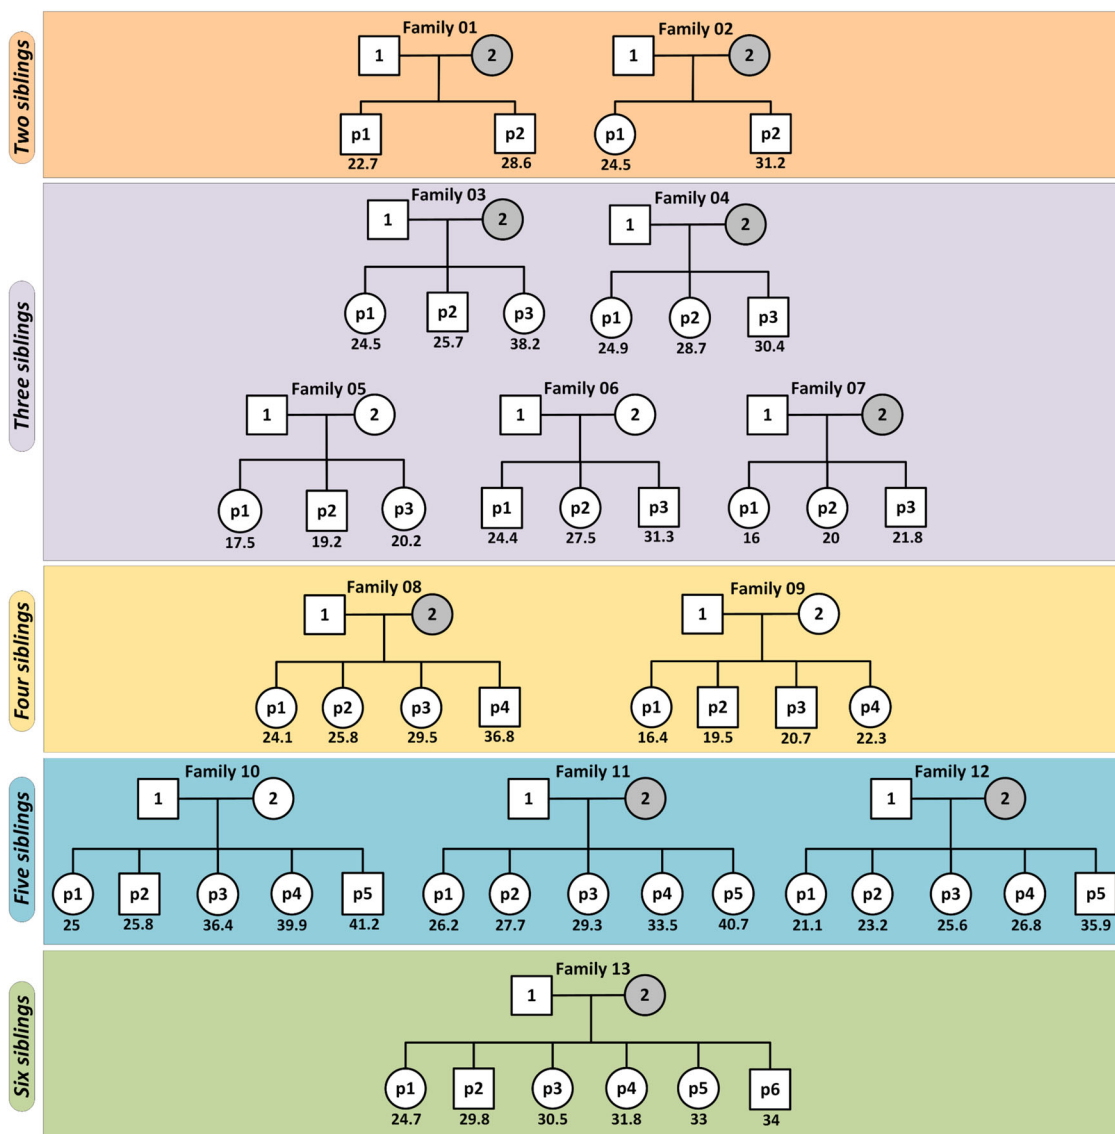 Two siblings
Family 01 Family 02
1 2 1 2
p1 p2 p1 p2
22.7 28.6 24.5 31.2
Three siblings
Family 03 Family 04
1 2 1 2
p1 p2 p3 p1 p2 p3
24.5 25.7 38.2 24.9 28.7 30.4
Family 05 Family 06 Family 07
1 2 1 2 1 2
p1 p2 p3 p1 p2 p3 p1 p2 p3
17.5 19.2 20.2 24.4 27.5 31.3 16 20 21.8
Four siblings
Family 08 Family 09
1 2 1 2
p1 p2 p3 p4 p1 p2 p3 p4
24.1 25.8 29.5 36.8 16.4 19.5 20.7 22.3
Five siblings
Family 10 Family 11 Family 12
1 2 1 2 1 2
p1 p2 p3 p4 p5 p1 p2 p3 p4 p5 p1 p2 p3 p4 p5
25 25.8 36.4 39.9 41.2 26.2 27.7 29.3 33.5 40.7 21.1 23.2 25.6 26.8 35.9
Six siblings
Family 13
1 2
p1 p2 p3 p4 p5 p6
24.7 29.8 30.5 31.8 33 34